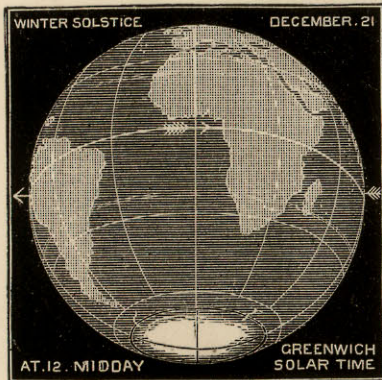 WINTER SOLSTICE
DECEMBER. 21
AT. 12. MIDDAY
GREENWICH
SOLAR TIME